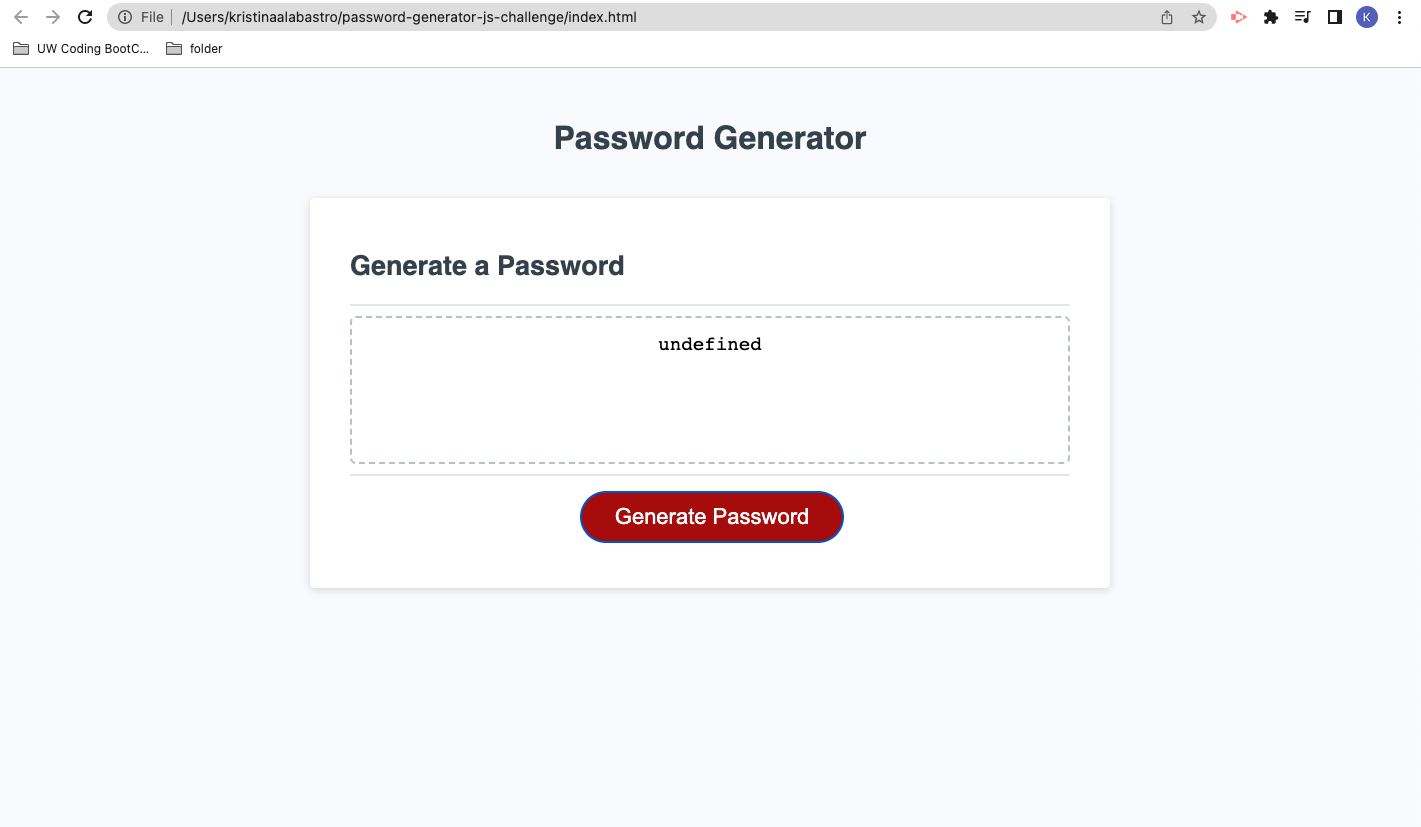 File /Users/kristinaalabastro/password-generator-js-challenge/index.html K
UW Coding BootC... folder
Password Generator
Generate a Password
undefined
Generate Password